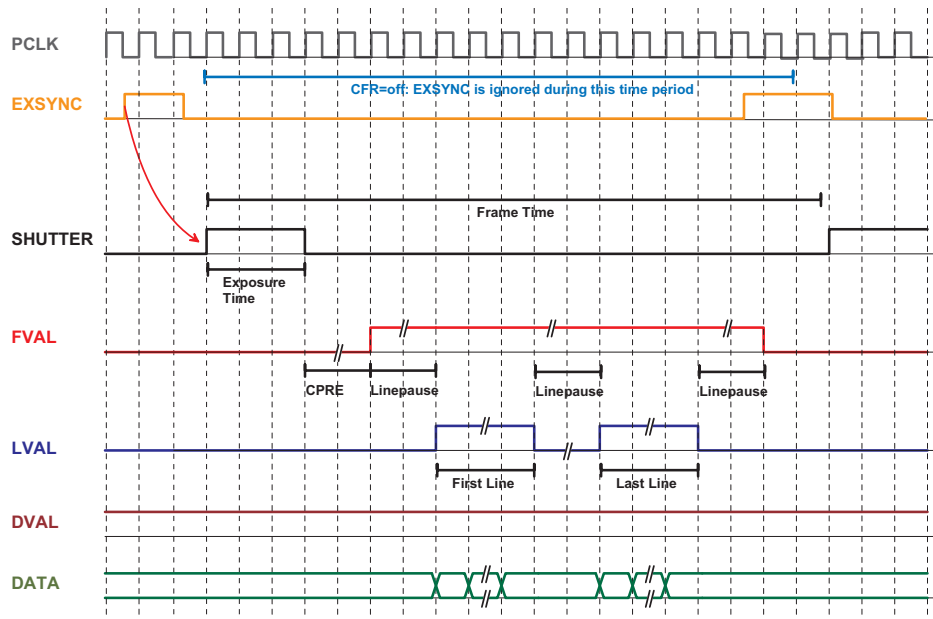 PCLK
CFR=off: EXSYNC is ignored during this time period
EXSYNC
Frame Time
SHUTTER
Exposure
Time
FVAL
CPRE
Linepause
Linepause
Linepause
LVAL
First Line
Last Line
DVAL
DATA